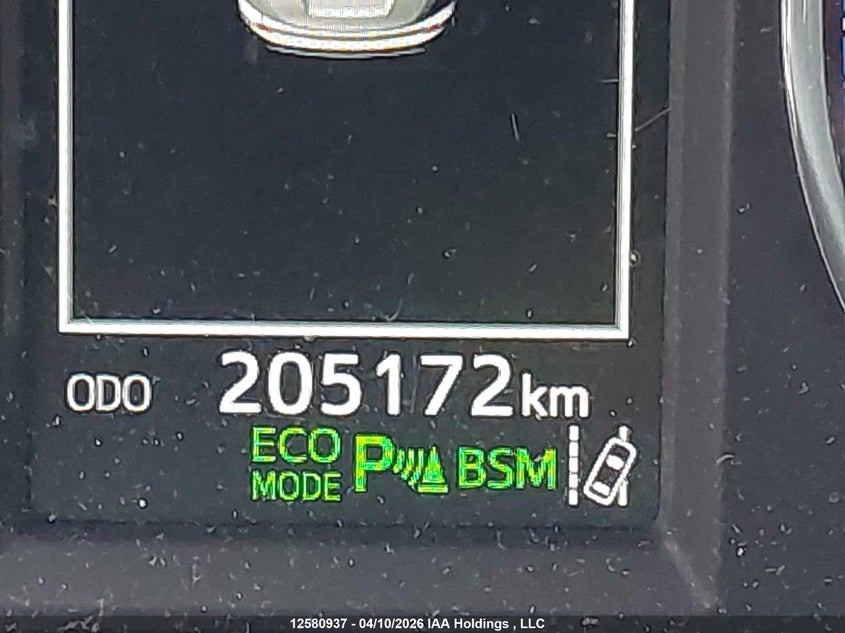 ODO 205172km
ECO
MODE P BSM
12580937 - 04/10/2026 IAA Holdings , LLC